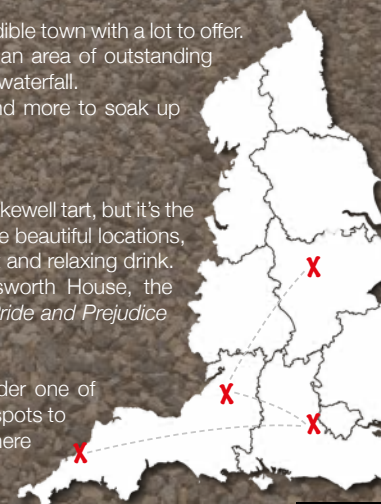 dible town with a lot to offer.
an area of outstanding
waterfall.
nd more to soak up
kewell tart, but it's the
e beautiful locations,
and relaxing drink.
sworth House, the
ride and Prejudice
der one of
spots to
here